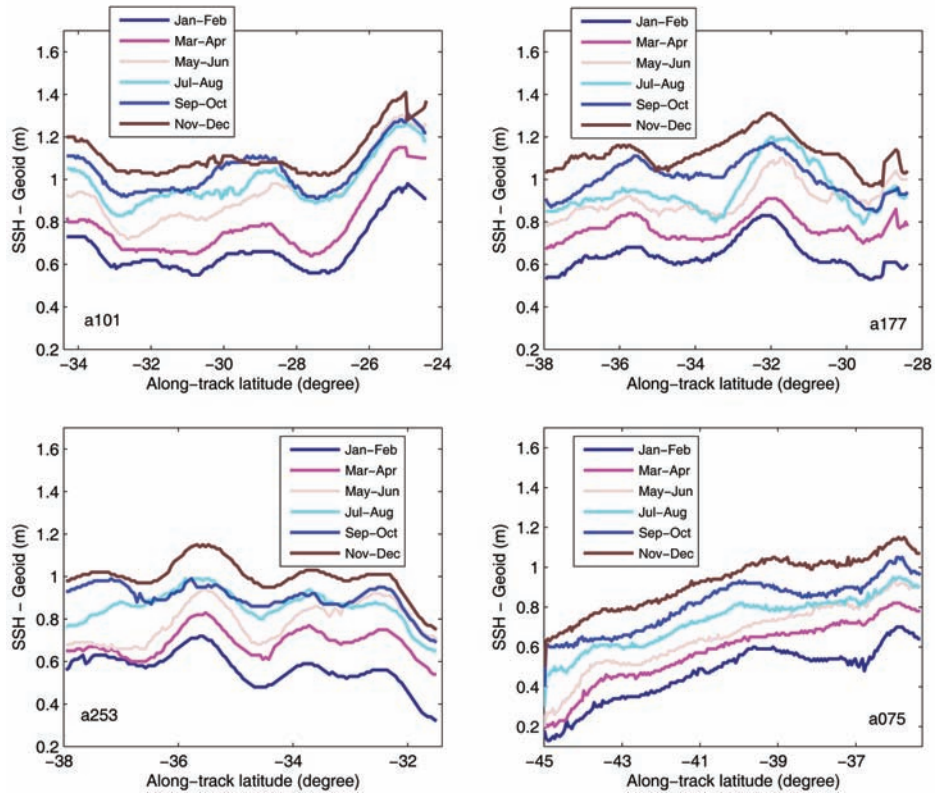 Jan−Feb
Mar−Apr
May−Jun
Jul−Aug
Sep−Oct
Nov−Dec
SSH − Geoid (m)
1.6
1.4
1.2
1
0.8
0.6
0.4
0.2
a101
−34 −32 −30 −28 −26 −24
Along−track latitude (degree)
Jan−Feb
Mar−Apr
May−Jun
Jul−Aug
Sep−Oct
Nov−Dec
SSH − Geoid (m)
1.6
1.4
1.2
1
0.8
0.6
0.4
0.2
a177
−38 −36 −34 −32 −30 −28
Along−track latitude (degree)
Jan−Feb
Mar−Apr
May−Jun
Jul−Aug
Sep−Oct
Nov−Dec
SSH − Geoid (m)
1.6
1.4
1.2
1
0.8
0.6
0.4
0.2
a253
−38 −36 −34 −32
Along−track latitude (degree)
Jan−Feb
Mar−Apr
May−Jun
Jul−Aug
Sep−Oct
Nov−Dec
SSH − Geoid (m)
1.6
1.4
1.2
1
0.8
0.6
0.4
0.2
a075
−45 −43 −41 −39 −37
Along−track latitude (degree)